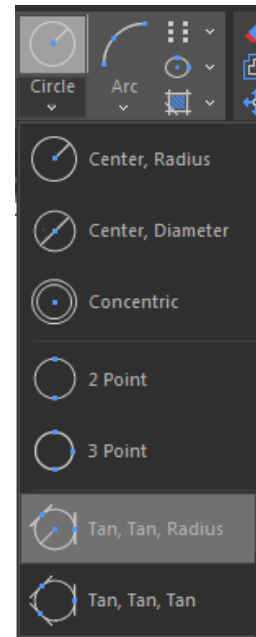 Circle
Arc
Center, Radius
Center, Diameter
Concentric
2 Point
3 Point
Tan, Tan, Radius
Tan, Tan, Tan